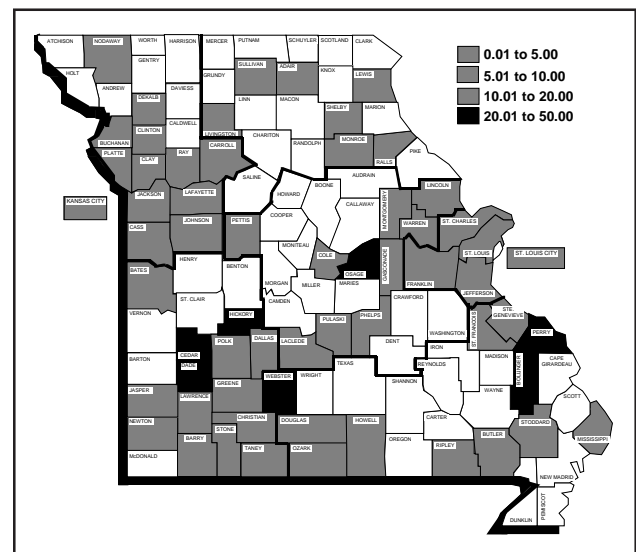 ATCHISON
NODAWAY
WORTH
HARRISON
MERCER
PUTNAM
SCHUYLER
SCOTLAND
CLARK
HOLT
GENTRY
ANDREW
DEKALB
DAVIESS
GRUNDY
SULLIVAN
ADAIR
KNOX
LEWIS
LINN
MACON
SHELBY
MARION
BUCHANAN
CLINTON
CALDWELL
LIVINGSTON
CHARITON
RANDOLPH
MONROE
RALLS
PIKE
PLATTE
CLAY
RAY
CARROLL
SALINE
HOWARD
BOONE
AUDRAIN
CALLAWAY
MONTGOMERY
LINCOLN
WARREN
ST. CHARLES
ST. LOUIS
ST. LOUIS CITY
KANSAS CITY
JACKSON
LAFAYETTE
CASS
JOHNSON
PETTIS
COOPER
MONITEAU
COLE
OSAGE
GASCONADE
FRANKLIN
JEFFERSON
BATES
HENRY
BENTON
MORGAN
MILLER
MARIES
CAMDEN
VERNON
ST. CLAIR
HICKORY
PULASKI
PHELPS
CRAWFORD
WASHINGTON
ST. FRANCOIS
STE.
GENEVIEVE
PERRY
BARTON
CEDAR
DADE
POLK
DALLAS
LACLEDE
DENT
IRON
REYNOLDS
MADISON
BOLLINGER
CAPE
GIRARDEAU
JASPER
LAWRENCE
GREENE
WEBSTER
WRIGHT
TEXAS
SHANNON
WAYNE
SCOTT
NEWTON
CHRISTIAN
DOUGLAS
HOWELL
CARTER
BUTLER
STODDARD
MISSISSIPPI
McDONALD
BARRY
STONE
TANEY
OZARK
OREGON
RIPLEY
NEW MADRID
DUNKLIN
PEMISCOT
0.01 to 5.00
5.01 to 10.00
10.01 to 20.00
20.01 to 50.00